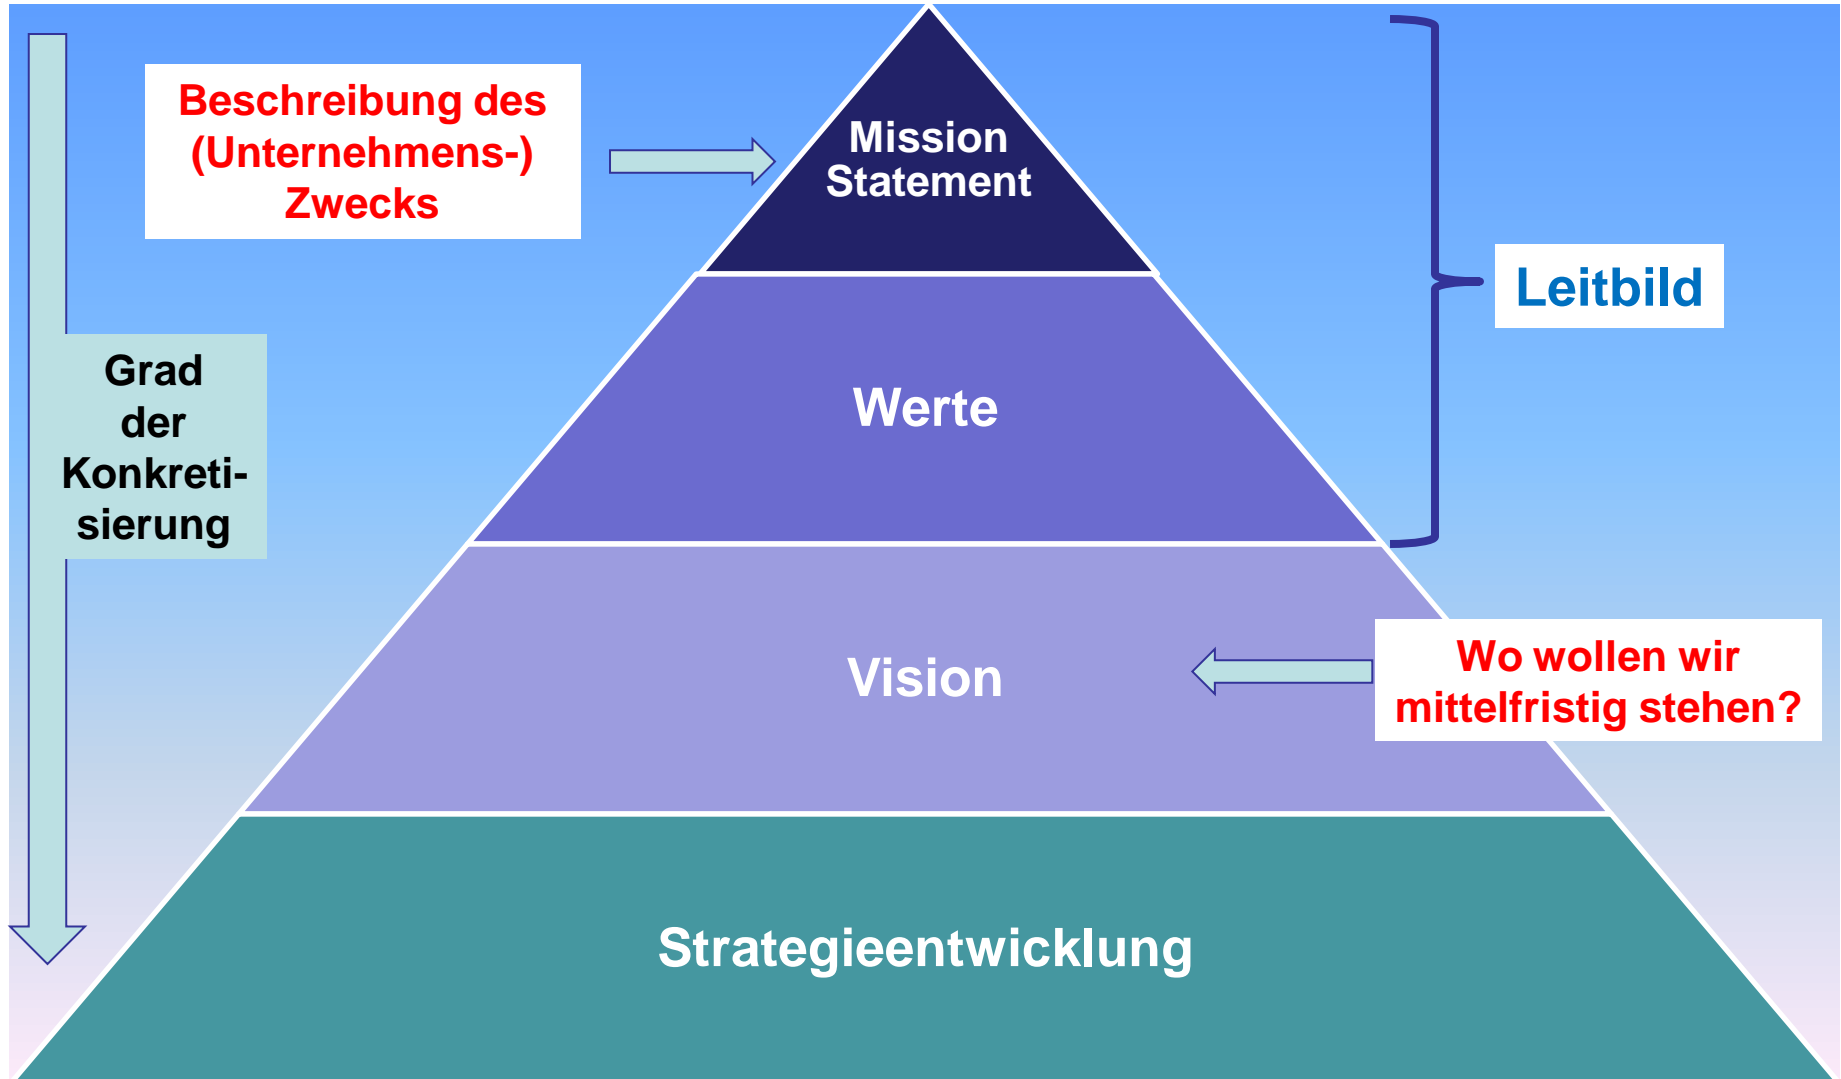 Beschreibung des
(Unternehmens-)
Zwecks
Mission
Statement
Leitbild
Grad
der
Konkreti-
sierung
Werte
Vision
Wo wollen wir
mittelfristig stehen?
Strategieentwicklung